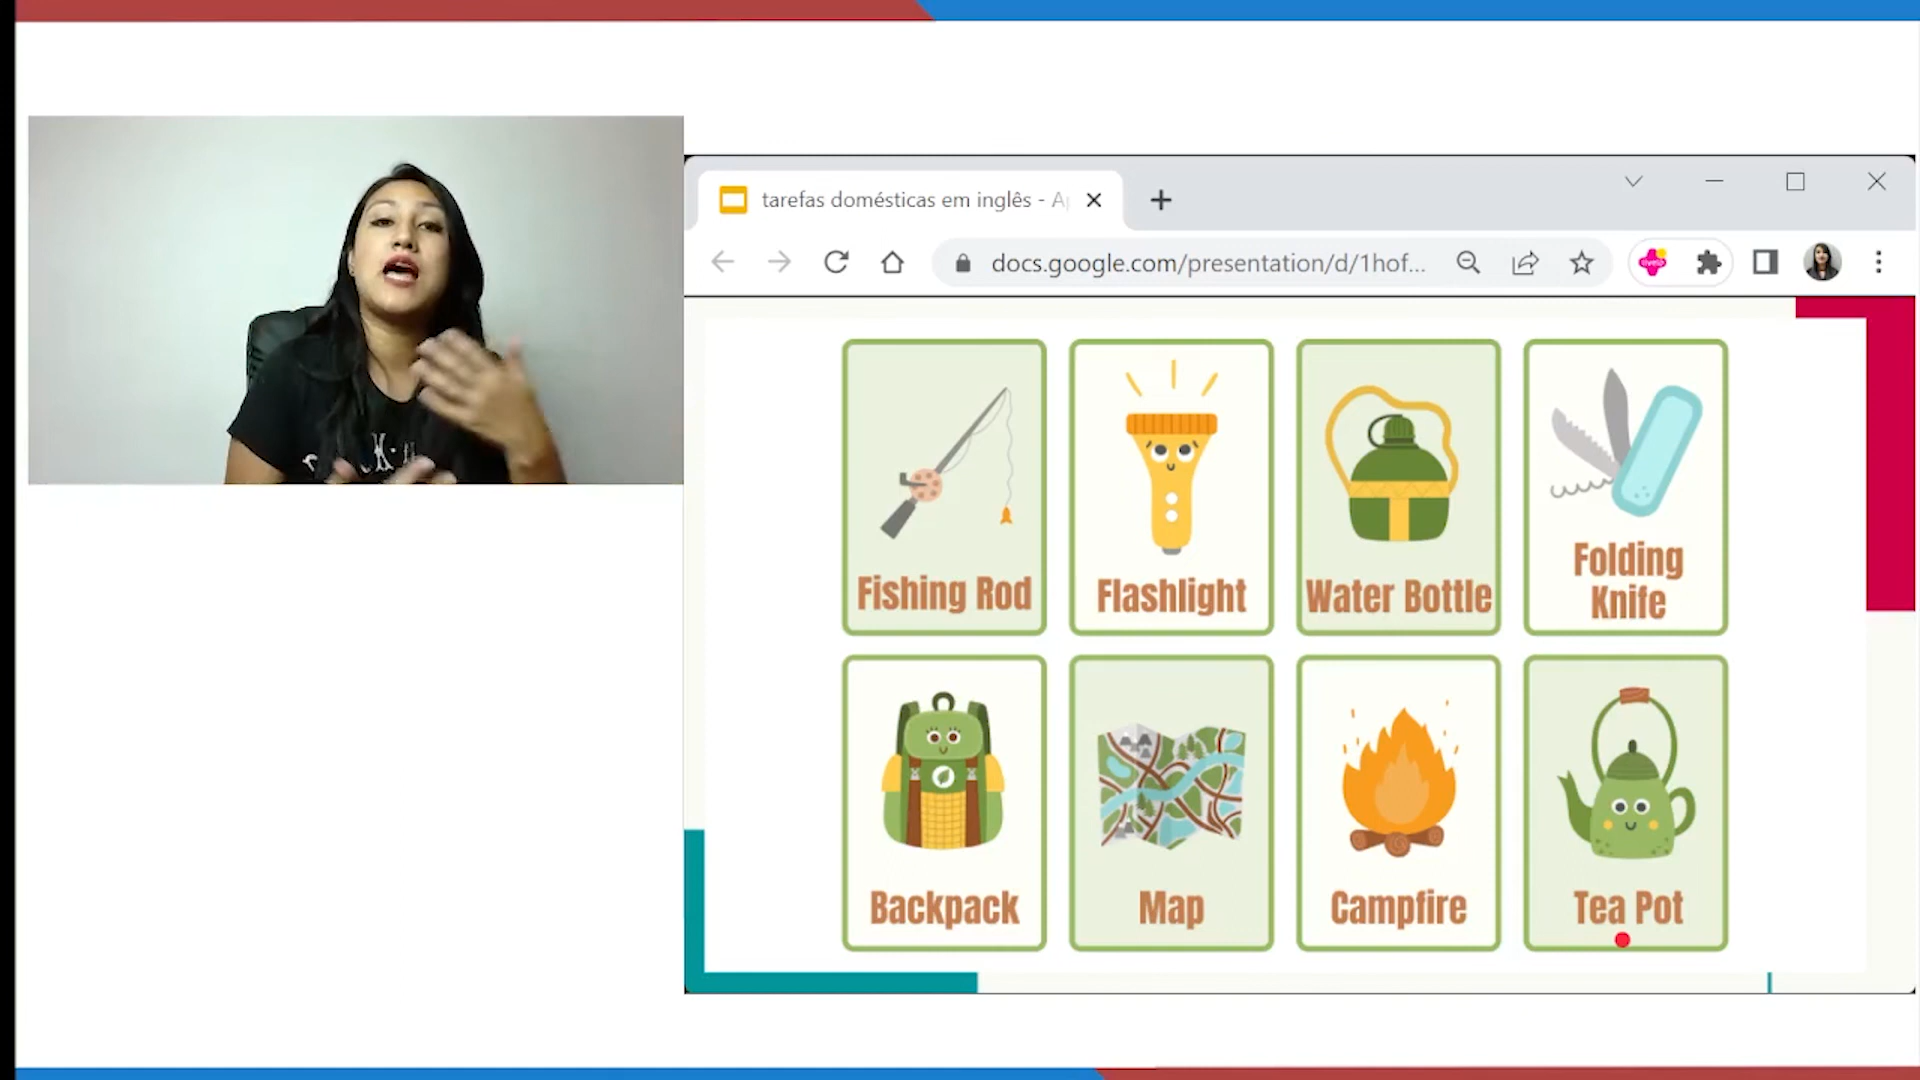 tarefas domésticas em inglês - A
docs.google.com/presentation/d/1hof...
Fishing Rod
Flashlight
Water Bottle
Folding
Knife
Backpack
Map
Campfire
Tea Pot